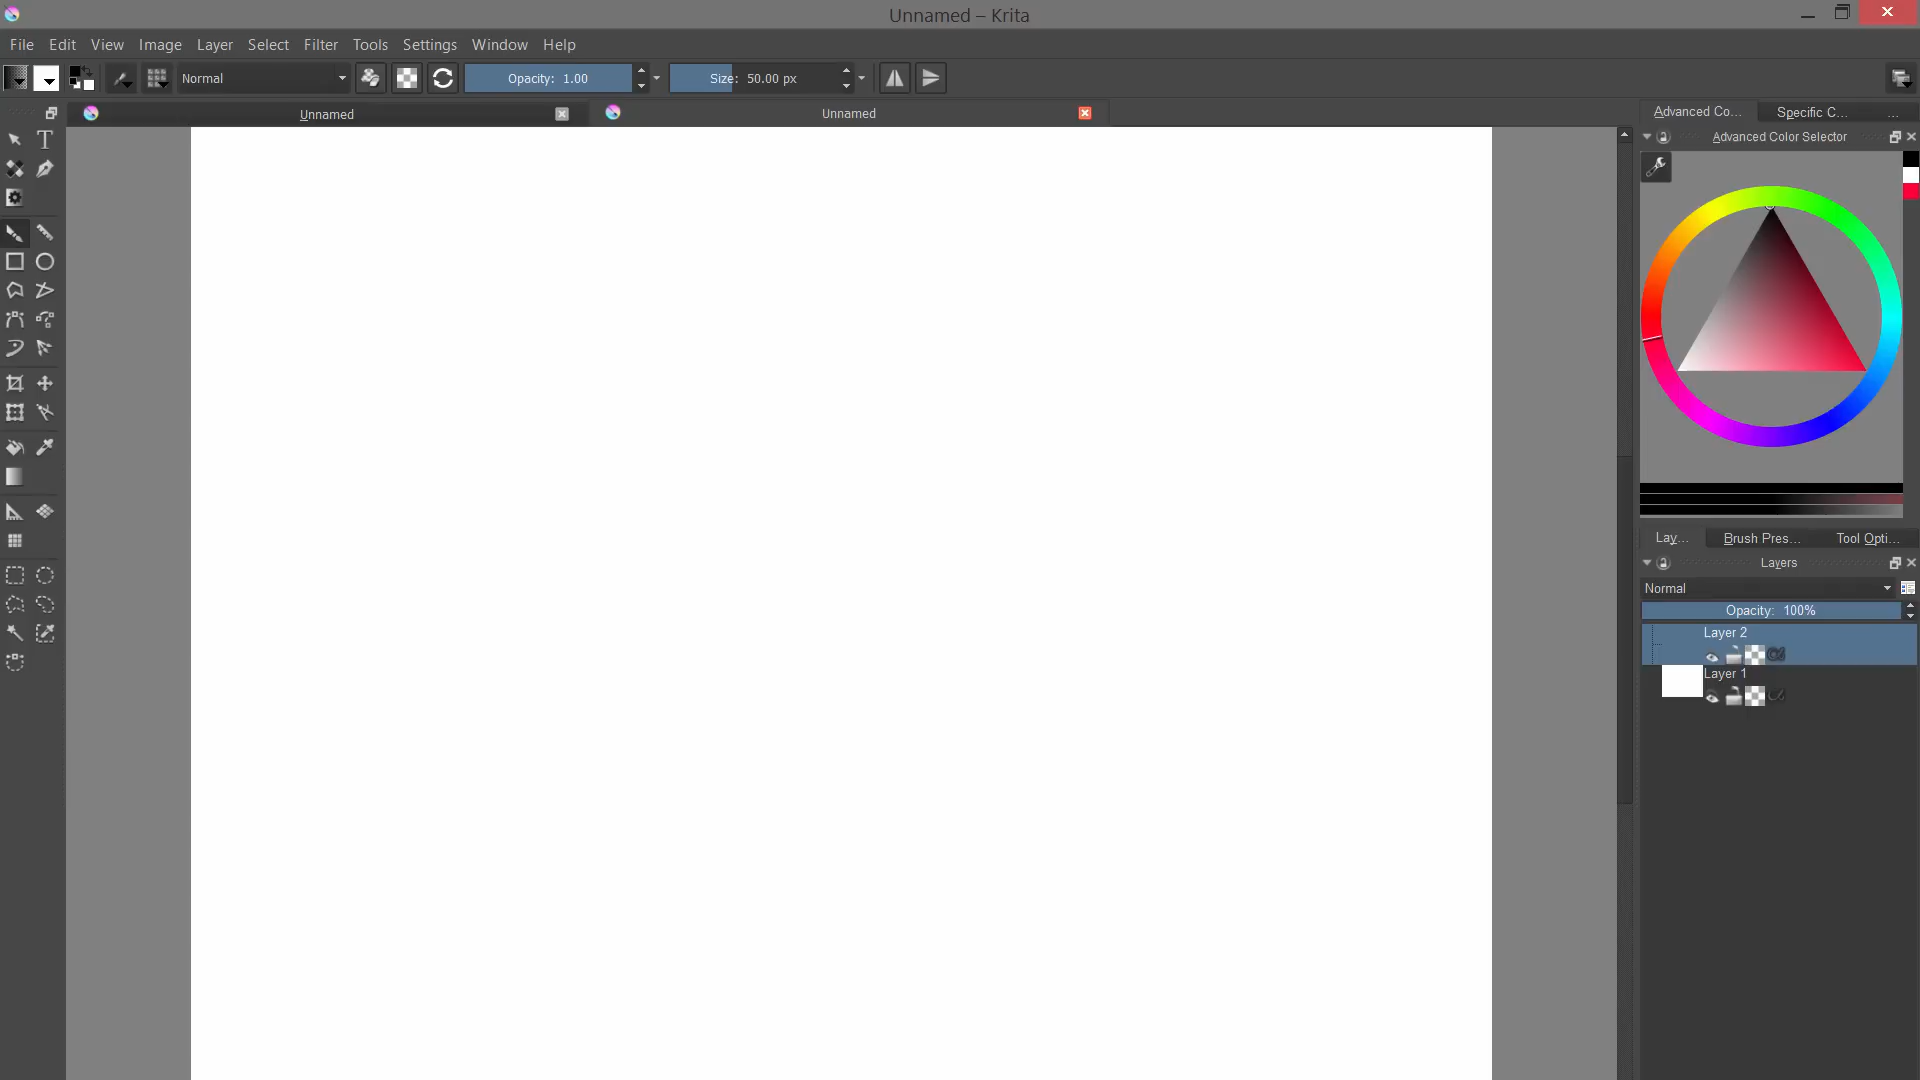 Unnamed – Krita
File Edit View Image Layer Select Filter Tools Settings Window Help
Normal Opacity: 1.00 Size: 50.00 px
Unnamed Unnamed
Advanced Co... Specific C... ...
Advanced Color Selector
Lay... Brush Pres... Tool Opti...
Layers
Normal
Opacity: 100%
Layer 2
Layer 1